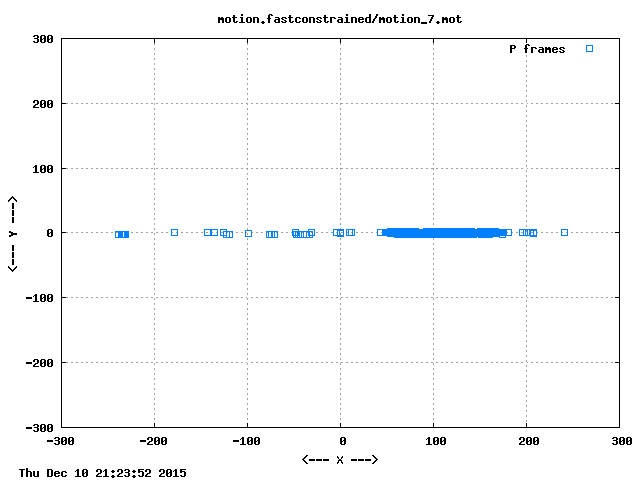 motion.fastconstrained/motion_7.mot
P frames
300
200
100
0
-100
-200
-300
<--- Y --->
-300 -200 -100 0 100 200 300
<--- X --->
Thu Dec 10 21:23:52 2015